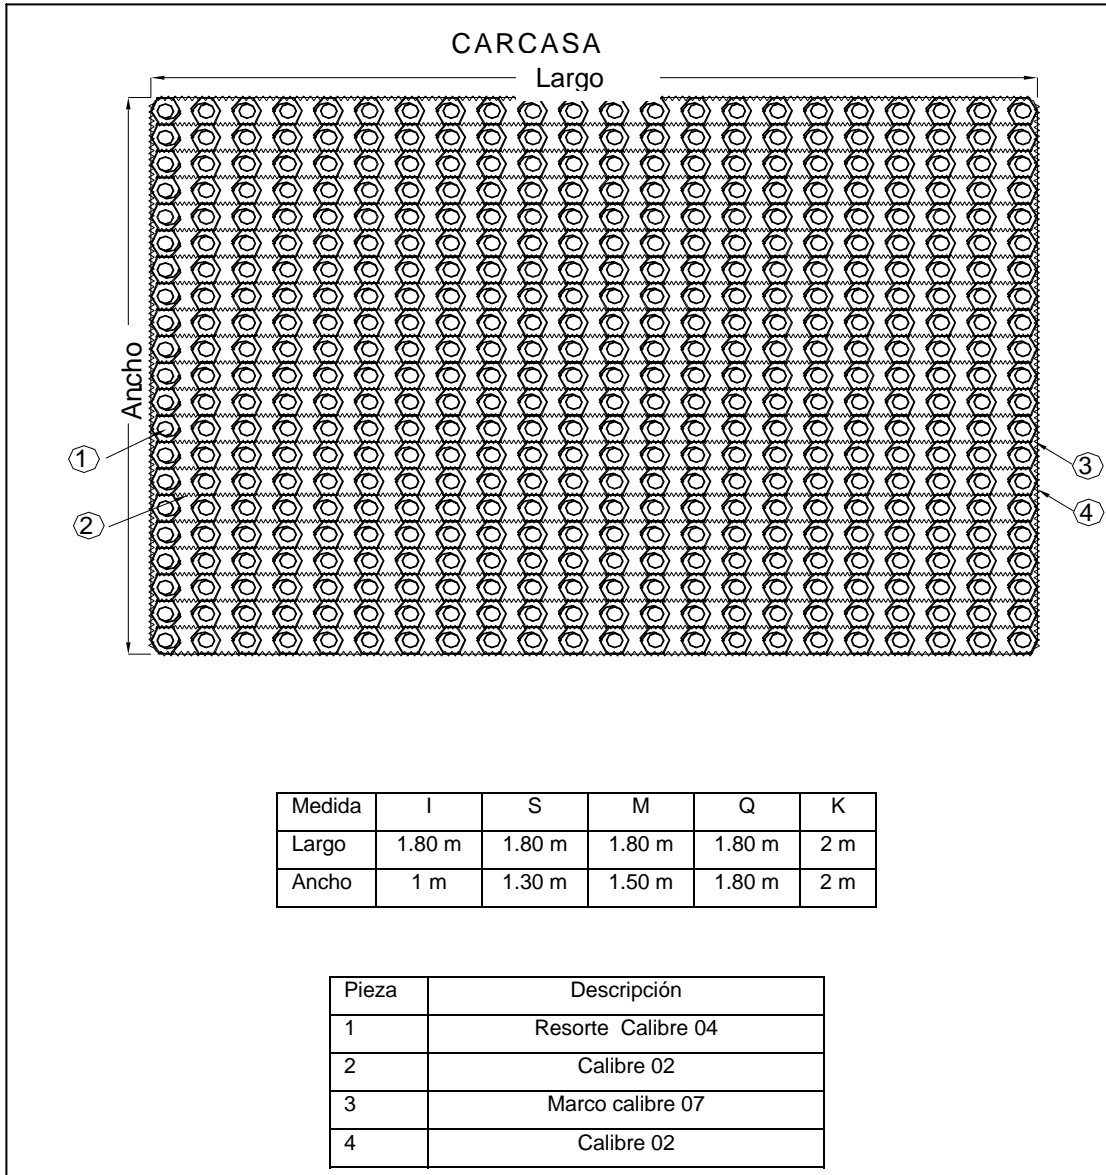 CARCASA
Largo
Ancho
1
2
3
4
Medida I S M Q K
Largo 1.80 m 1.80 m 1.80 m 1.80 m 2 m
Ancho 1 m 1.30 m 1.50 m 1.80 m 2 m
Pieza Descripción
1 Resorte Calibre 04
2 Calibre 02
3 Marco calibre 07
4 Calibre 02